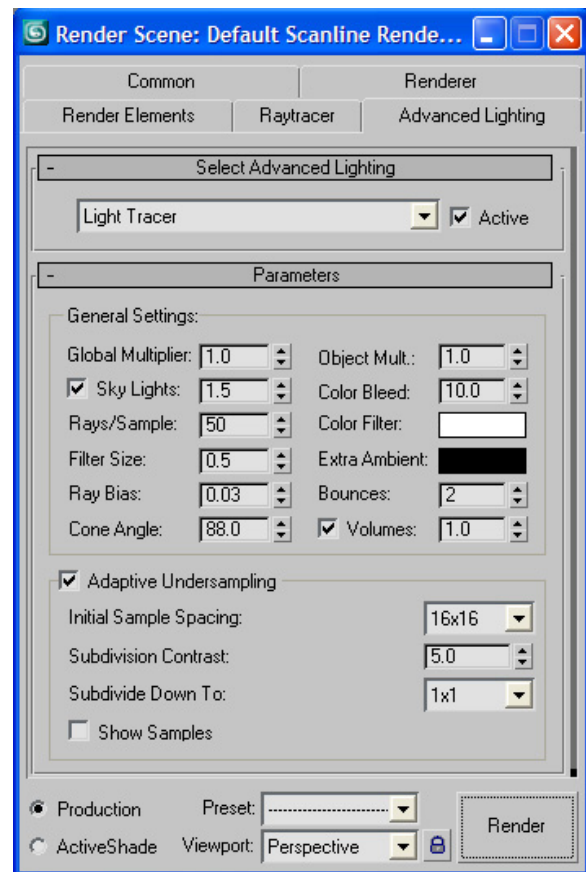 Render Scene: Default Scanline Rende...
Common Renderer
Render Elements Raytracer Advanced Lighting
- Select Advanced Lighting
Light Tracer Active
- Parameters
General Settings:
Global Multiplier: 1.0 Object Mult.: 1.0
Sky Lights: 1.5 Color Bleed: 10.0
Rays/Sample: 50 Color Filter:
Filter Size: 0.5 Extra Ambient:
Ray Bias: 0.03 Bounces: 2
Cone Angle: 88.0 Volumes: 1.0
Adaptive Undersampling
Initial Sample Spacing: 16x16
Subdivision Contrast: 5.0
Subdivide Down To: 1x1
Show Samples
Production Preset: -----------------------
ActiveShade Viewport: Perspective
Render